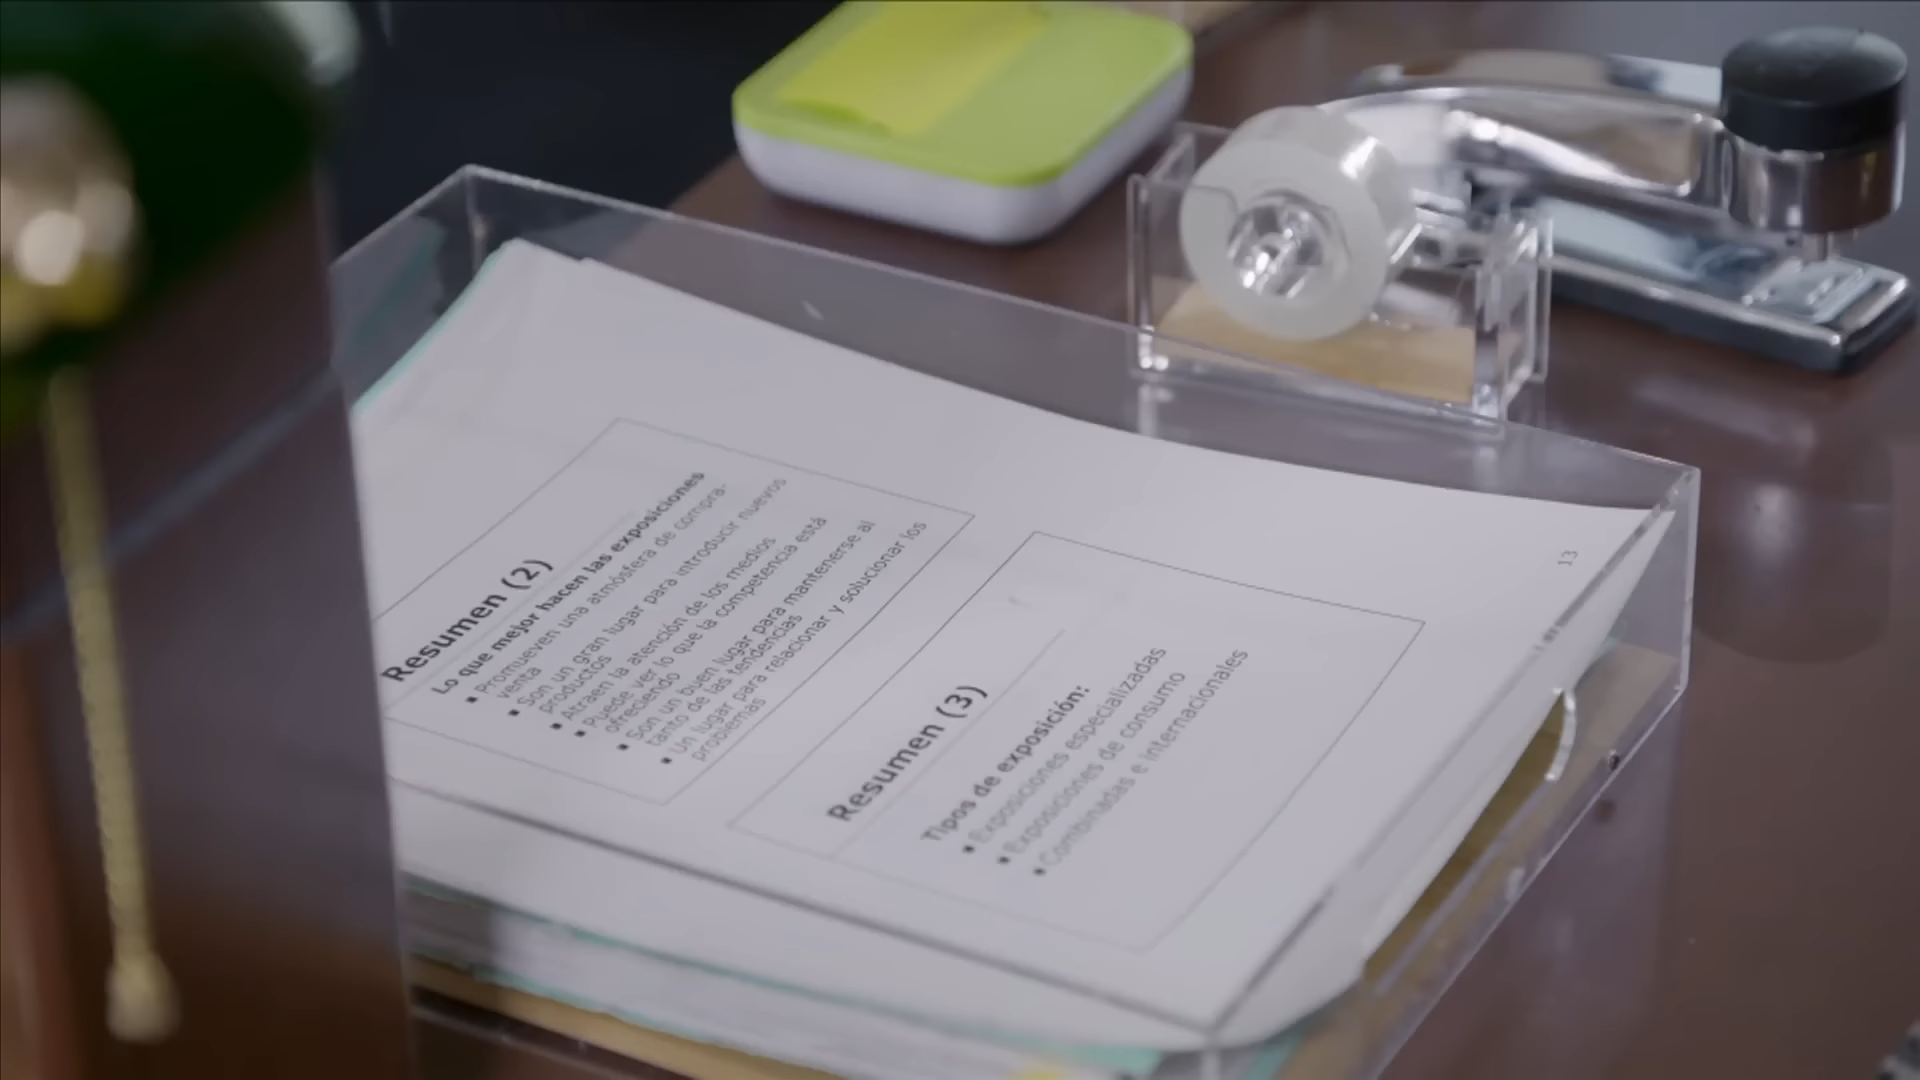 Resumen (2)
Lo que mejor hacen las exposiciones
▪ Promueven una atmósfera de compra-
venta
▪ Son un gran lugar para introducir nuevos
productos
▪ Atraen la atención de los medios
▪ Puede ver lo que la competencia está
ofreciendo
▪ Son un buen lugar para mantenerse al
tanto de las tendencias
▪ Un lugar para relacionar y solucionar los
problemas
Resumen (3)
Tipos de exposición:
▪ Exposiciones especializadas
▪ Exposiciones de consumo
▪ Combinadas e internacionales
13